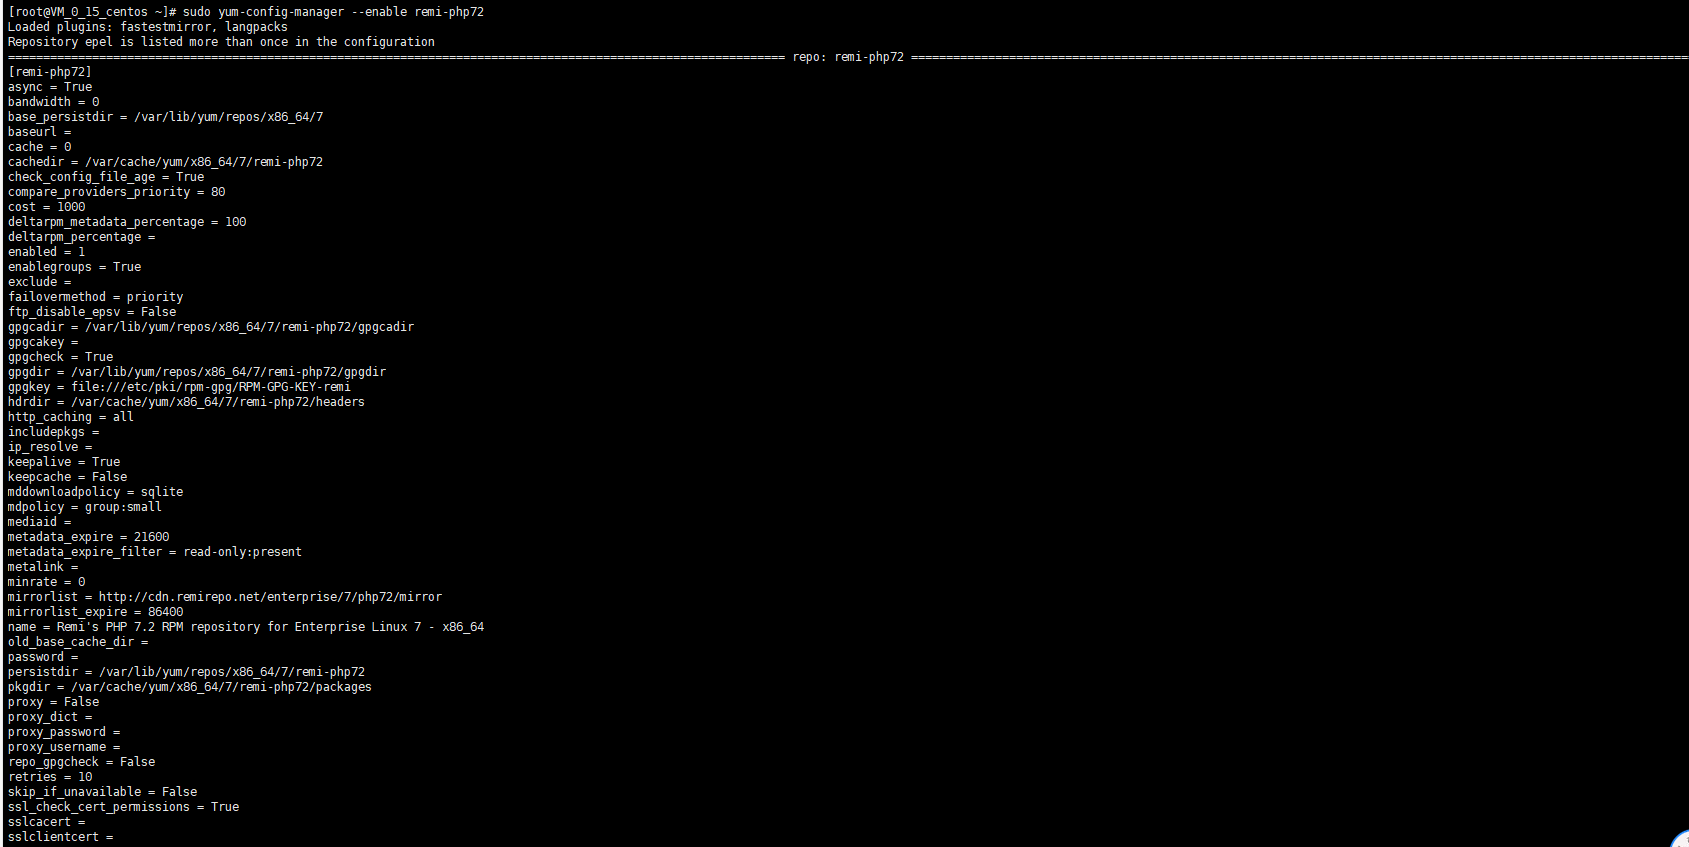 [root@VM_0_15_centos ~]# sudo yum-config-manager --enable remi-php72
Loaded plugins: fastestmirror, langpacks
Repository epel is listed more than once in the configuration
=============================================================================================================== repo: remi-php72 ===============================================================================================================
[remi-php72]
async = True
bandwidth = 0
base_persistdir = /var/lib/yum/repos/x86_64/7
baseurl =
cache = 0
cachedir = /var/cache/yum/x86_64/7/remi-php72
check_config_file_age = True
compare_providers_priority = 80
cost = 1000
deltarpm_metadata_percentage = 100
deltarpm_percentage =
enabled = 1
enablegroups = True
exclude =
failovermethod = priority
ftp_disable_epsv = False
gpgcadir = /var/lib/yum/repos/x86_64/7/remi-php72/gpgcadir
gpgcakey =
gpgcheck = True
gpgdir = /var/lib/yum/repos/x86_64/7/remi-php72/gpgdir
gpgkey = file:///etc/pki/rpm-gpg/RPM-GPG-KEY-remi
hdrdir = /var/cache/yum/x86_64/7/remi-php72/headers
http_caching = all
includepkgs =
ip_resolve =
keepalive = True
keepcache = False
mddownloadpolicy = sqlite
mdpolicy = group:small
mediaid =
metadata_expire = 21600
metadata_expire_filter = read-only:present
metalink =
minrate = 0
mirrorlist = http://cdn.remirepo.net/enterprise/7/php72/mirror
mirrorlist_expire = 86400
name = Remi's PHP 7.2 RPM repository for Enterprise Linux 7 - x86_64
old_base_cache_dir =
password =
persistdir = /var/lib/yum/repos/x86_64/7/remi-php72
pkgdir = /var/cache/yum/x86_64/7/remi-php72/packages
proxy = False
proxy_dict =
proxy_password =
proxy_username =
repo_gpgcheck = False
retries = 10
skip_if_unavailable = False
ssl_check_cert_permissions = True
sslcacert =
sslclientcert =